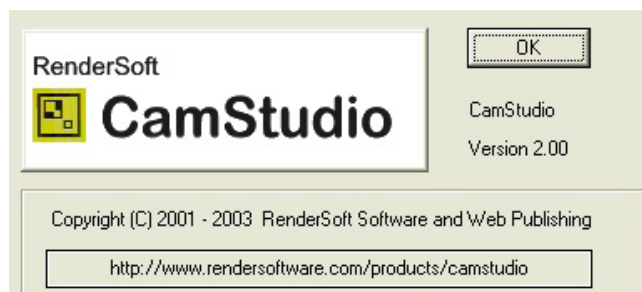 RenderSoft
CamStudio
OK
CamStudio
Version 2.00
Copyright (C) 2001 - 2003  RenderSoft Software and Web Publishing
http://www.rendersoftware.com/products/camstudio